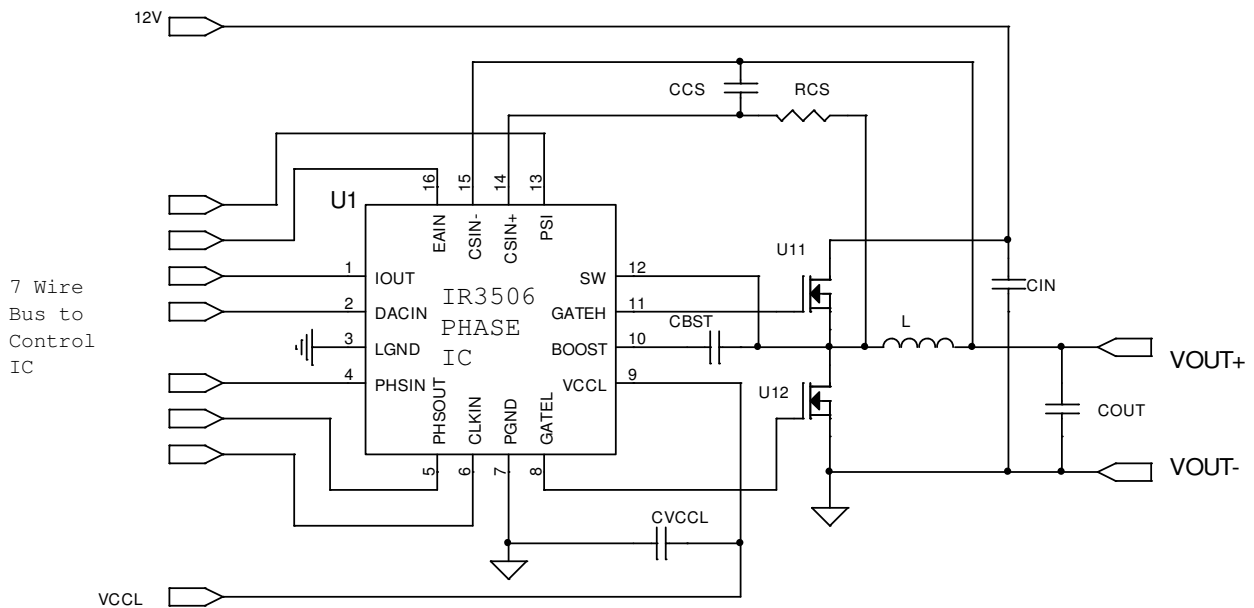 12V
CCS
RCS
16
15
14
13
U1
EAIN
CSIN-
CSIN+
PSI
7 Wire
Bus to
Control
IC
1
IOUT
2
DACIN
3
LGND
4
PHSIN
IR3506
PHASE
IC
SW
12
GATEH
11
BOOST
10
VCCL
9
PHSOUT
CLKIN
PGND
GATEL
5
6
7
8
CBST
U11
U12
L
CIN
VOUT+
COUT
VOUT-
CVCCL
VCCL